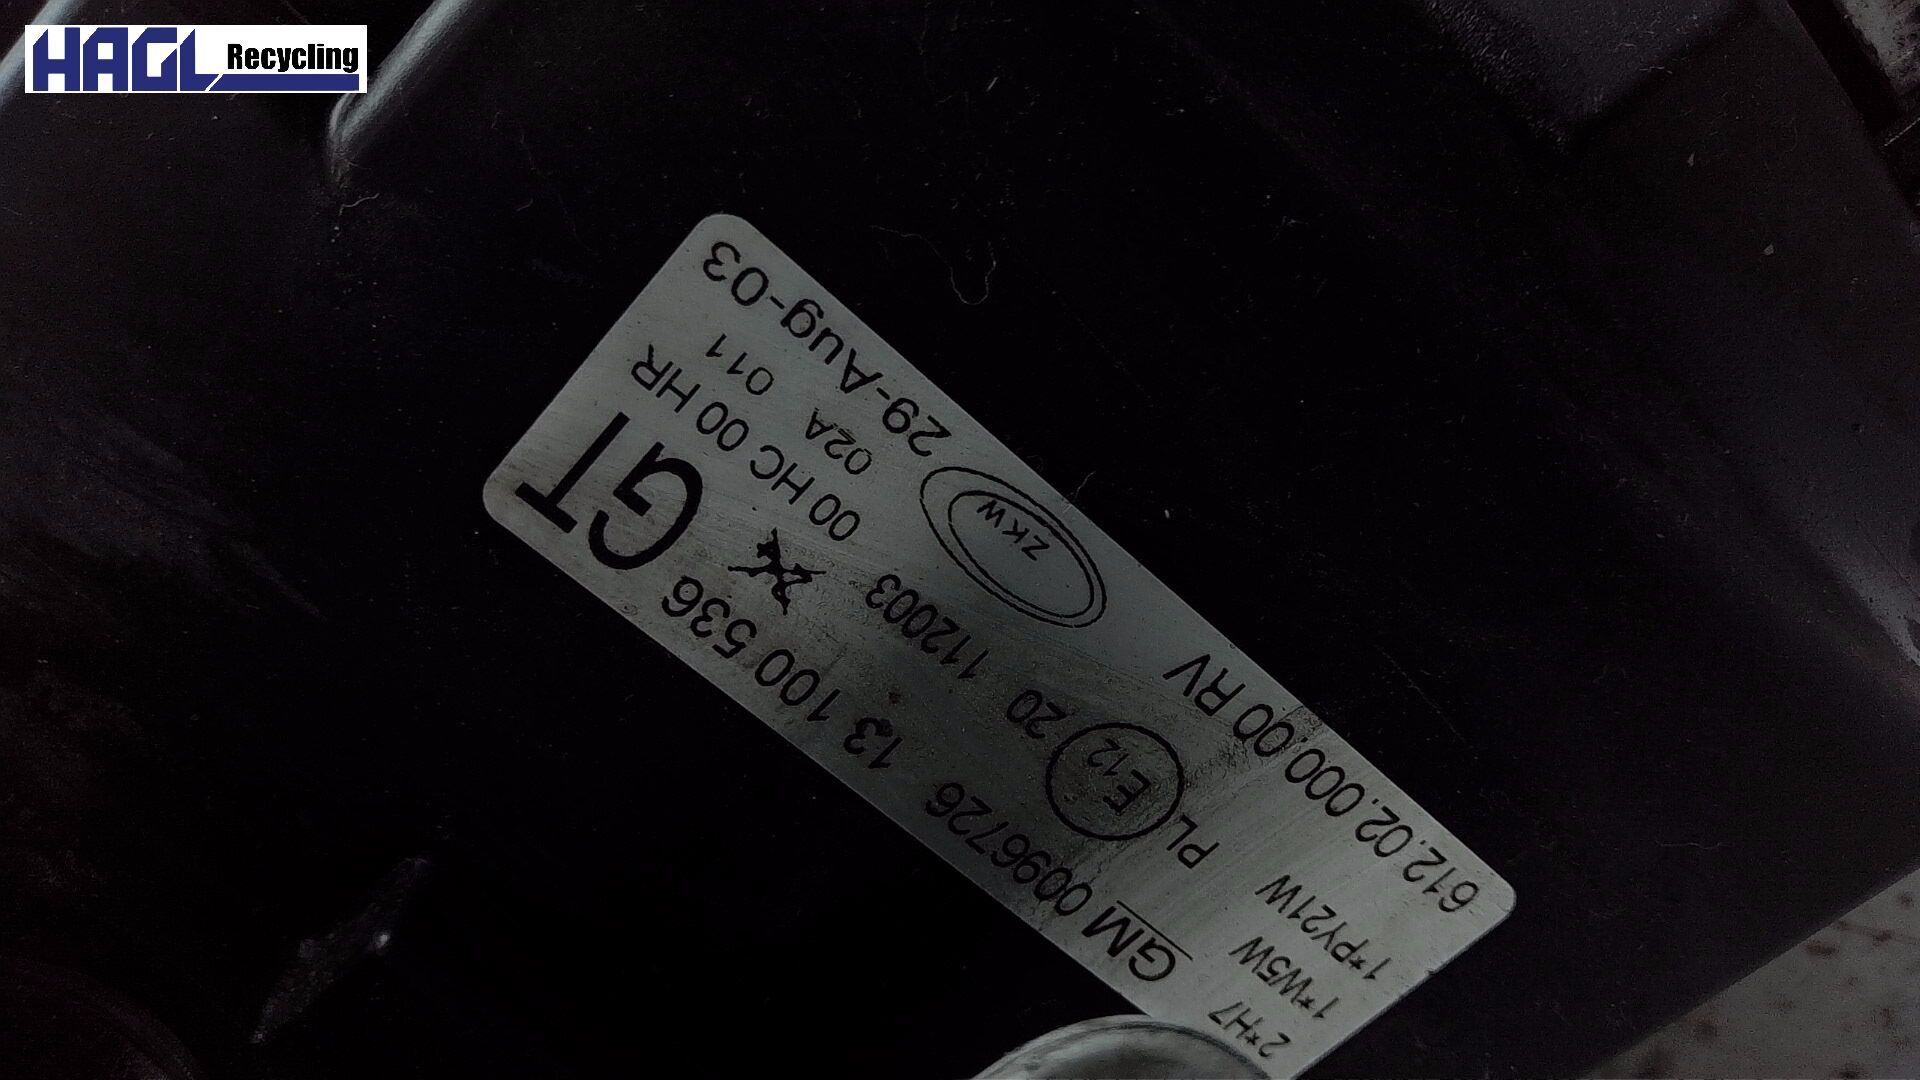 HAGL Recycling
2*H7
GM 00966726 13 100 536 GT
1*W5W
PL E12 20 112003 00 HC 00 HR
1*PY21W
02A 011
612.02.000.00 RV ZKW 29-Aug-03